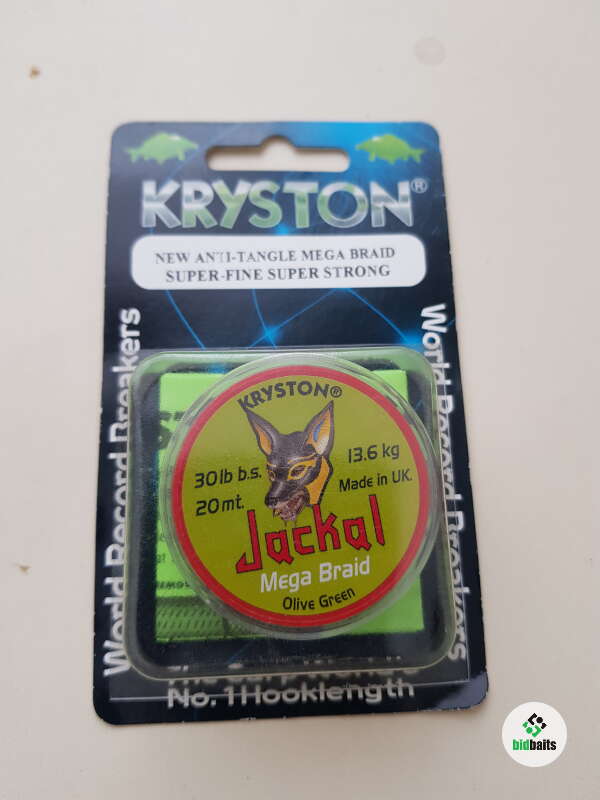 KRYSTON®
NEW ANTI-TANGLE MEGA BRAID
SUPER-FINE SUPER STRONG
World Record Breakers
World Record Breakers
KRYSTON®
30lb b.s.
20mt.
13.6 kg
Made in UK.
Jackal
Mega Braid
Olive Green
No. 1 Hooklength
bidbaits